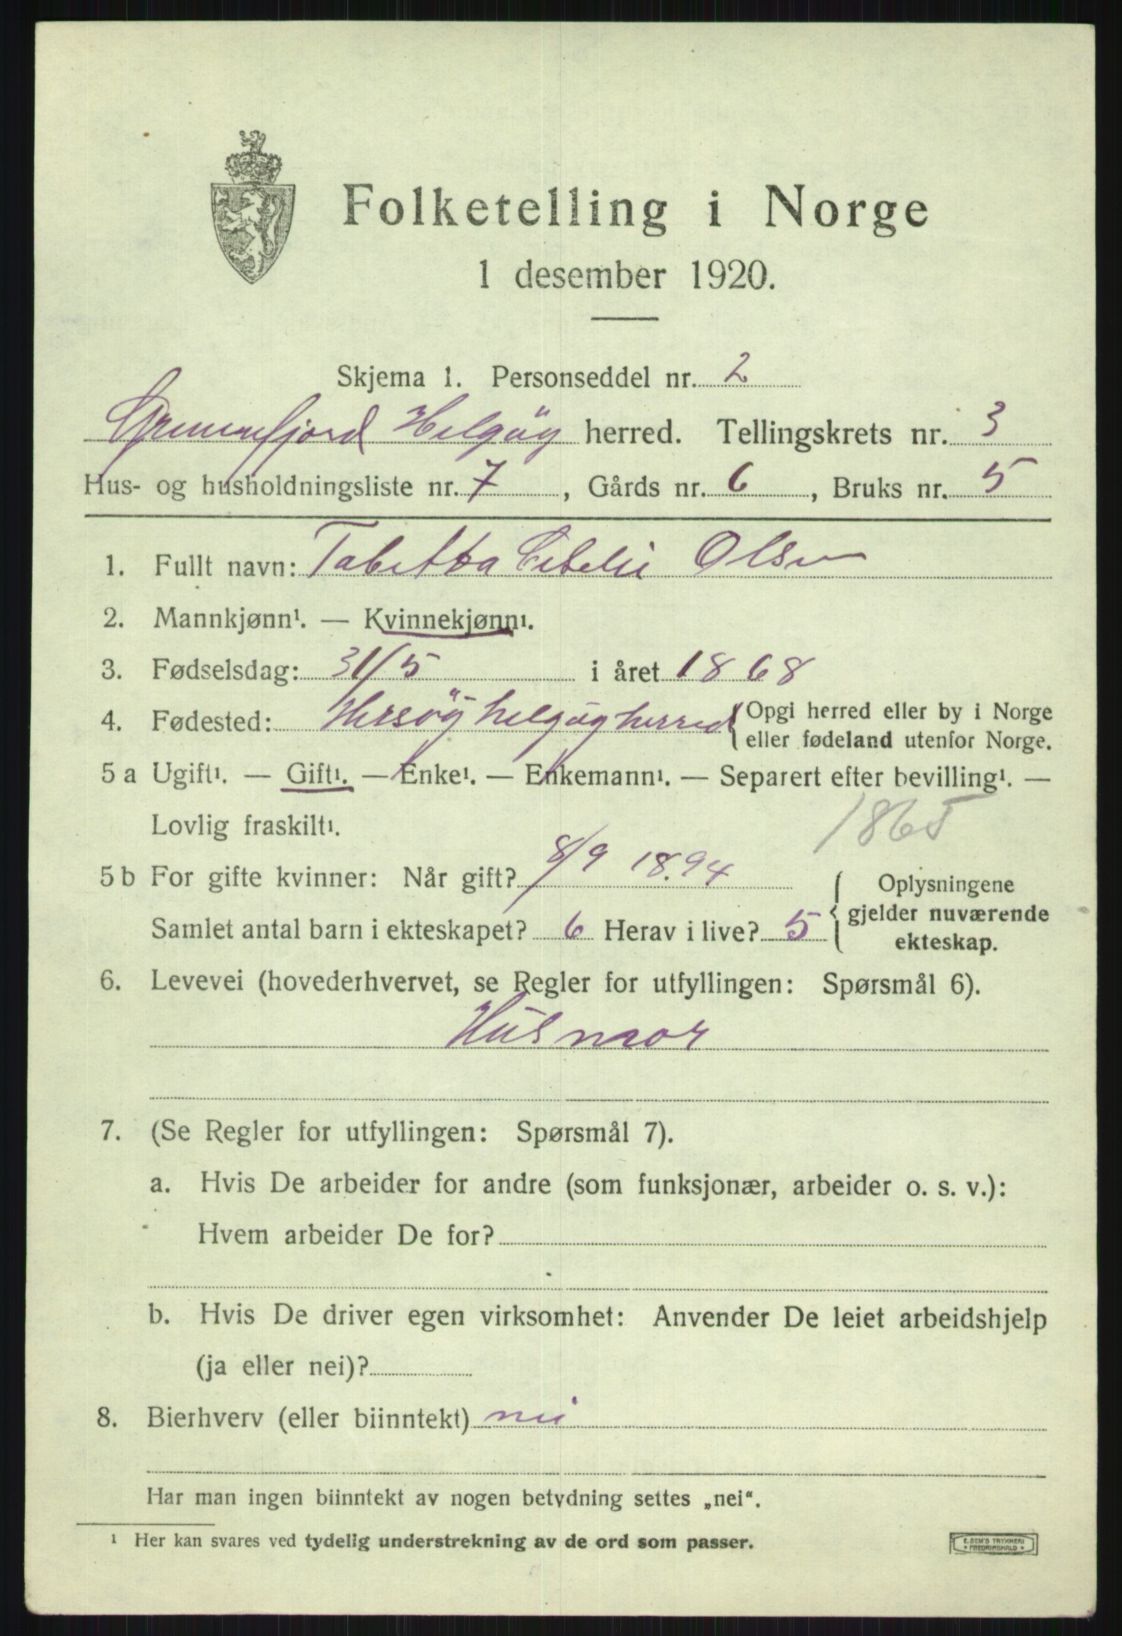 Folketelling i Norge
1 desember 1920.
Skjema 1. Personseddel nr. 2
Helgøy herred. Tellingskrets nr. 3
Hus- og husholdningsliste nr. 7, Gårds nr. 6, Bruks nr. 5
1. Fullt navn: Tabitta Olsen
2. Mannkjønn¹. — Kvinnekjønn¹.
3. Fødselsdag: 31/5 i året 1868
4. Fødested: helgøy herred {Opgi herred eller by i Norge
eller fødeland utenfor Norge.
5 a Ugift¹. — Gift¹. — Enke¹. — Enkemann¹. — Separert efter bevilling¹. —
Lovlig fraskilt¹.
1865
5 b For gifte kvinner: Når gift? 8/9 1894
Samlet antal barn i ekteskapet? 6 Herav i live? 5
{ Oplysningene
gjelder nuværende
ekteskap.
6. Levevei (hovederhvervet, se Regler for utfyllingen: Spørsmål 6).
Husmor
7. (Se Regler for utfyllingen: Spørsmål 7).
a. Hvis De arbeider for andre (som funksjonær, arbeider o. s. v.):
Hvem arbeider De for?
b. Hvis De driver egen virksomhet: Anvender De leiet arbeidshjelp
(ja eller nei)?
8. Bierhverv (eller biinntekt) nei
Har man ingen biinntekt av nogen betydning settes „nei".
¹ Her kan svares ved tydelig understrekning av de ord som passer.
E. SEM'S TRYKKERI
FREDRIKSHALD